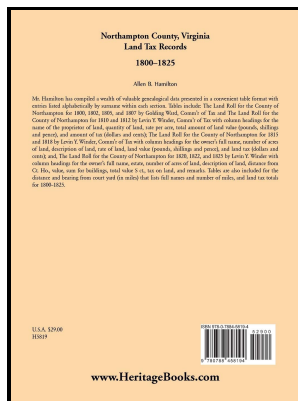 Northampton County, Virginia
Land Tax Records
1800–1825
Allen B. Hamilton
Mr. Hamilton has compiled a wealth of valuable genealogical data presented in a convenient table format with
entries listed alphabetically by surname within each section. Tables include: The Land Roll for the County of
Northampton for 1800, 1802, 1805, and 1807 by Golding Ward, Comm'r of Tax and The Land Roll for the
County of Northampton for 1810 and 1812 by Levin Y. Winder, Comm'r of Tax with column headings for the
name of the proprietor of land, quantity of land, rate per acre, total amount of land value (pounds, shillings
and pence), and amount of tax (dollars and cents); The Land Roll for the County of Northampton for 1815
and 1818 by Levin Y. Winder, Comm'r of Tax with column headings for the owner's full name, number of acres
of land, description of land, rate of land, land value (pounds, shillings and pence), and land tax (dollars and
cents); and, The Land Roll for the County of Northampton for 1820, 1822, and 1825 by Levin Y. Winder with
column headings for the owner's full name, estate, number of acres of land, description of land, distance from
Ct. Ho., value, sum for buildings, total value $ ct., tax on land, and remarks. Tables are also included for the
distance and bearing from court yard (in miles) that lists full names and number of miles, and land tax totals
for 1800-1825.
U.S.A. $29.00
H5819
ISBN 978-0-7884-5819-4
52900
9 780788 458194
www.HeritageBooks.com